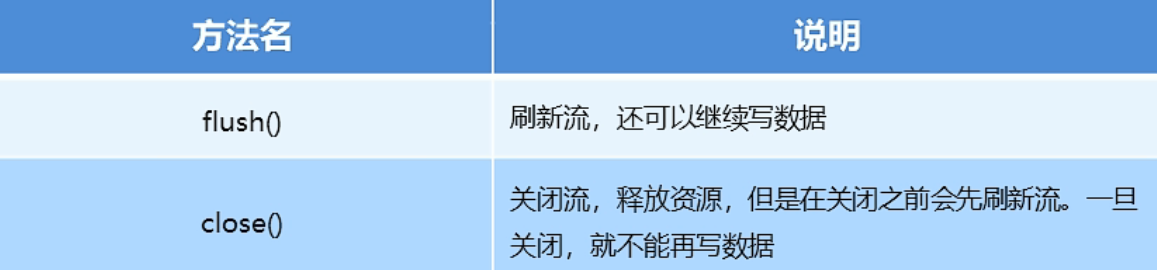 方法名
说明
flush()
刷新流，还可以继续写数据
close()
关闭流，释放资源，但是在关闭之前会先刷新流。一旦
关闭，就不能再写数据